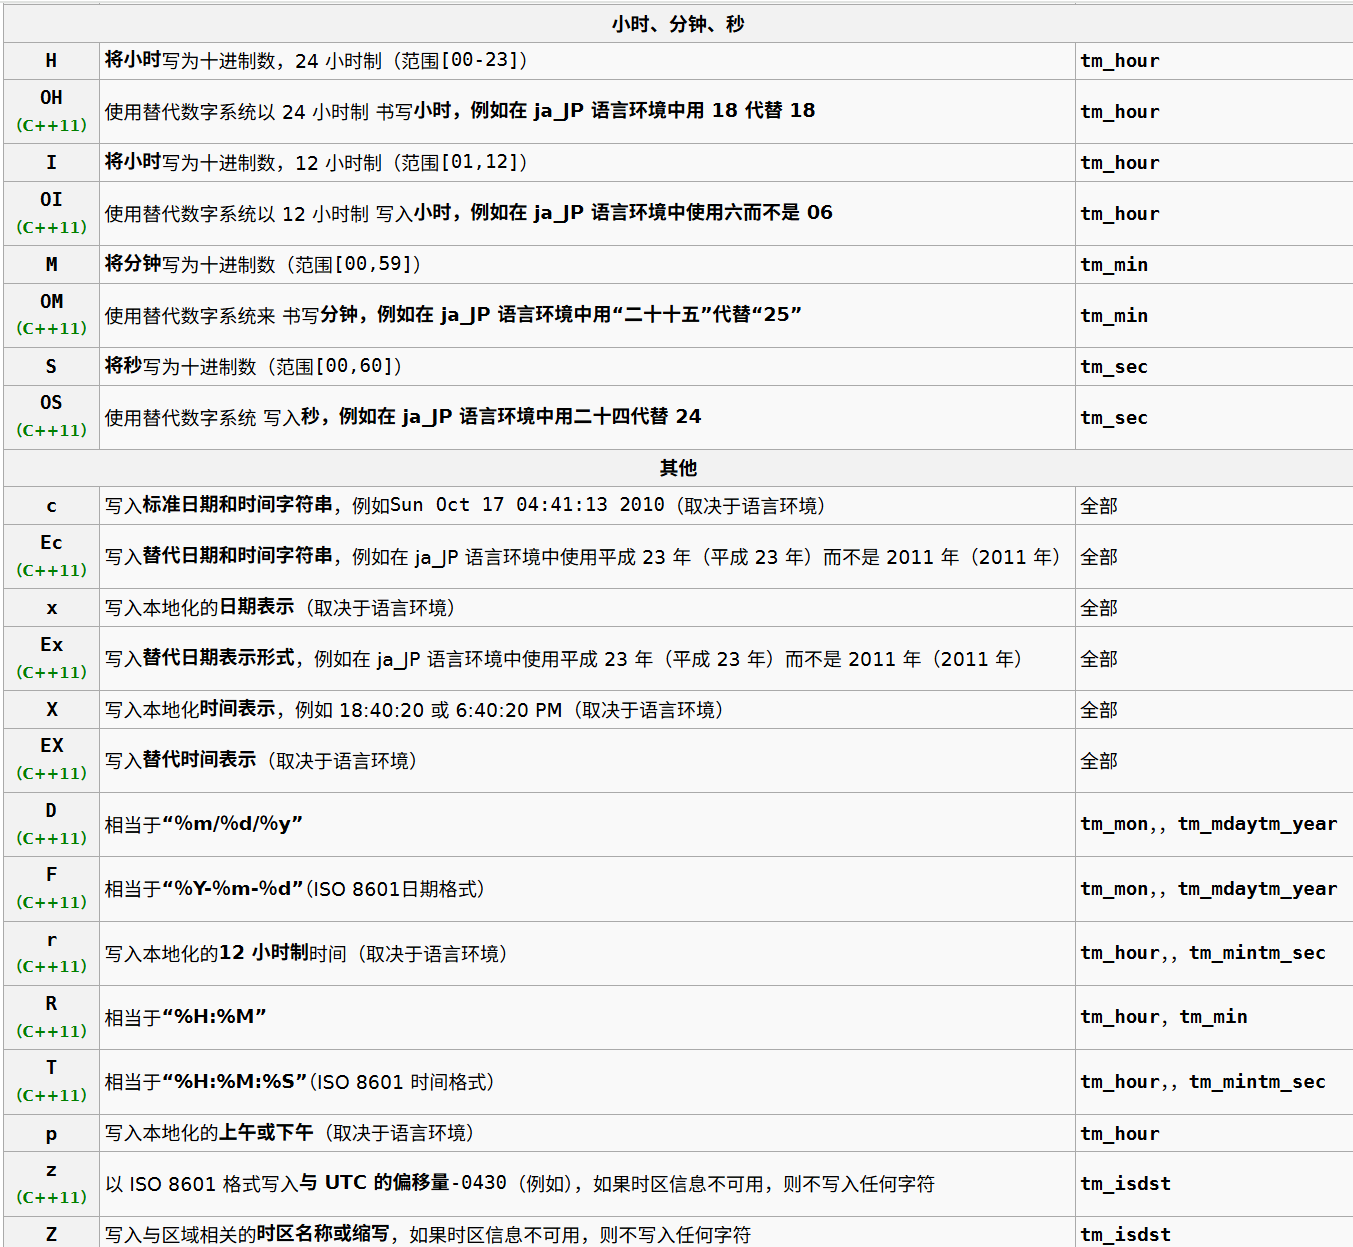 小时、分钟、秒
H 将小时写为十进制数，24 小时制（范围[00-23]） tm_hour
OH (C++11) 使用替代数字系统以 24 小时制 书写小时，例如在 ja_JP 语言环境中用 18 代替 18 tm_hour
I 将小时写为十进制数，12 小时制（范围[01,12]） tm_hour
OI (C++11) 使用替代数字系统以 12 小时制 写入小时，例如在 ja_JP 语言环境中使用六而不是 06 tm_hour
M 将分钟写为十进制数（范围[00,59]） tm_min
OM (C++11) 使用替代数字系统来 书写分钟，例如在 ja_JP 语言环境中用“二十十五”代替“25” tm_min
S 将秒写为十进制数（范围[00,60]） tm_sec
OS (C++11) 使用替代数字系统 写入秒，例如在 ja_JP 语言环境中用二十四代替 24 tm_sec
其他
c 写入标准日期和时间字符串，例如Sun Oct 17 04:41:13 2010（取决于语言环境） 全部
Ec (C++11) 写入替代日期和时间字符串，例如在 ja_JP 语言环境中使用平成 23 年（平成 23 年）而不是 2011 年（2011 年） 全部
x 写入本地化的日期表示（取决于语言环境） 全部
Ex (C++11) 写入替代日期表示形式，例如在 ja_JP 语言环境中使用平成 23 年（平成 23 年）而不是 2011 年（2011 年） 全部
X 写入本地化时间表示，例如 18:40:20 或 6:40:20 PM（取决于语言环境） 全部
EX (C++11) 写入替代时间表示（取决于语言环境） 全部
D (C++11) 相当于“%m/%d/%y” tm_mon，，tm_mdaytm_year
F (C++11) 相当于“%Y-%m-%d”（ISO 8601日期格式） tm_mon，，tm_mdaytm_year
r (C++11) 写入本地化的12 小时制时间（取决于语言环境） tm_hour，，tm_mintm_sec
R (C++11) 相当于“%H:%M” tm_hour，tm_min
T (C++11) 相当于“%H:%M:%S”（ISO 8601 时间格式） tm_hour，，tm_mintm_sec
p 写入本地化的上午或下午（取决于语言环境） tm_hour
z (C++11) 以 ISO 8601 格式写入与 UTC 的偏移量-0430（例如），如果时区信息不可用，则不写入任何字符 tm_isdst
Z 写入与区域相关的时区名称或缩写，如果时区信息不可用，则不写入任何字符 tm_isdst